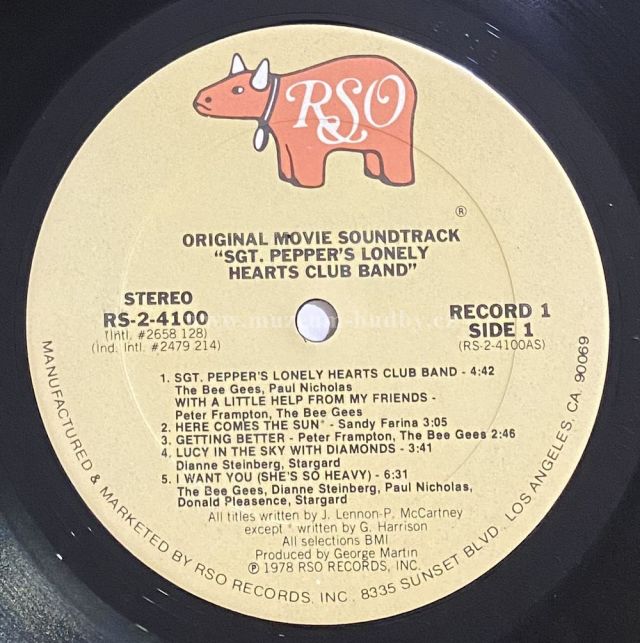 RSO
®
ORIGINAL MOVIE SOUNDTRACK
"SGT. PEPPER'S LONELY
HEARTS CLUB BAND"
STEREO
RS-2-4100
(Intl. #2658 128)
(Ind. Intl. #2479 214)
RECORD 1
SIDE 1
(RS-2-4100AS)
1. SGT. PEPPER'S LONELY HEARTS CLUB BAND - 4:42
The Bee Gees, Paul Nicholas
WITH A LITTLE HELP FROM MY FRIENDS -
Peter Frampton, The Bee Gees
2. HERE COMES THE SUN* - Sandy Farina 3:05
3. GETTING BETTER - Peter Frampton, The Bee Gees 2:46
4. LUCY IN THE SKY WITH DIAMONDS - 3:41
Dianne Steinberg, Stargard
5. I WANT YOU (SHE'S SO HEAVY) - 6:31
The Bee Gees, Dianne Steinberg, Paul Nicholas,
Donald Pleasence, Stargard
All titles written by J. Lennon-P. McCartney
except * written by G. Harrison
All selections BMI
Produced by George Martin
℗ 1978 RSO RECORDS, INC.
MANUFACTURED & MARKETED BY RSO RECORDS, INC. 8335 SUNSET BLVD. LOS ANGELES, CA. 90069